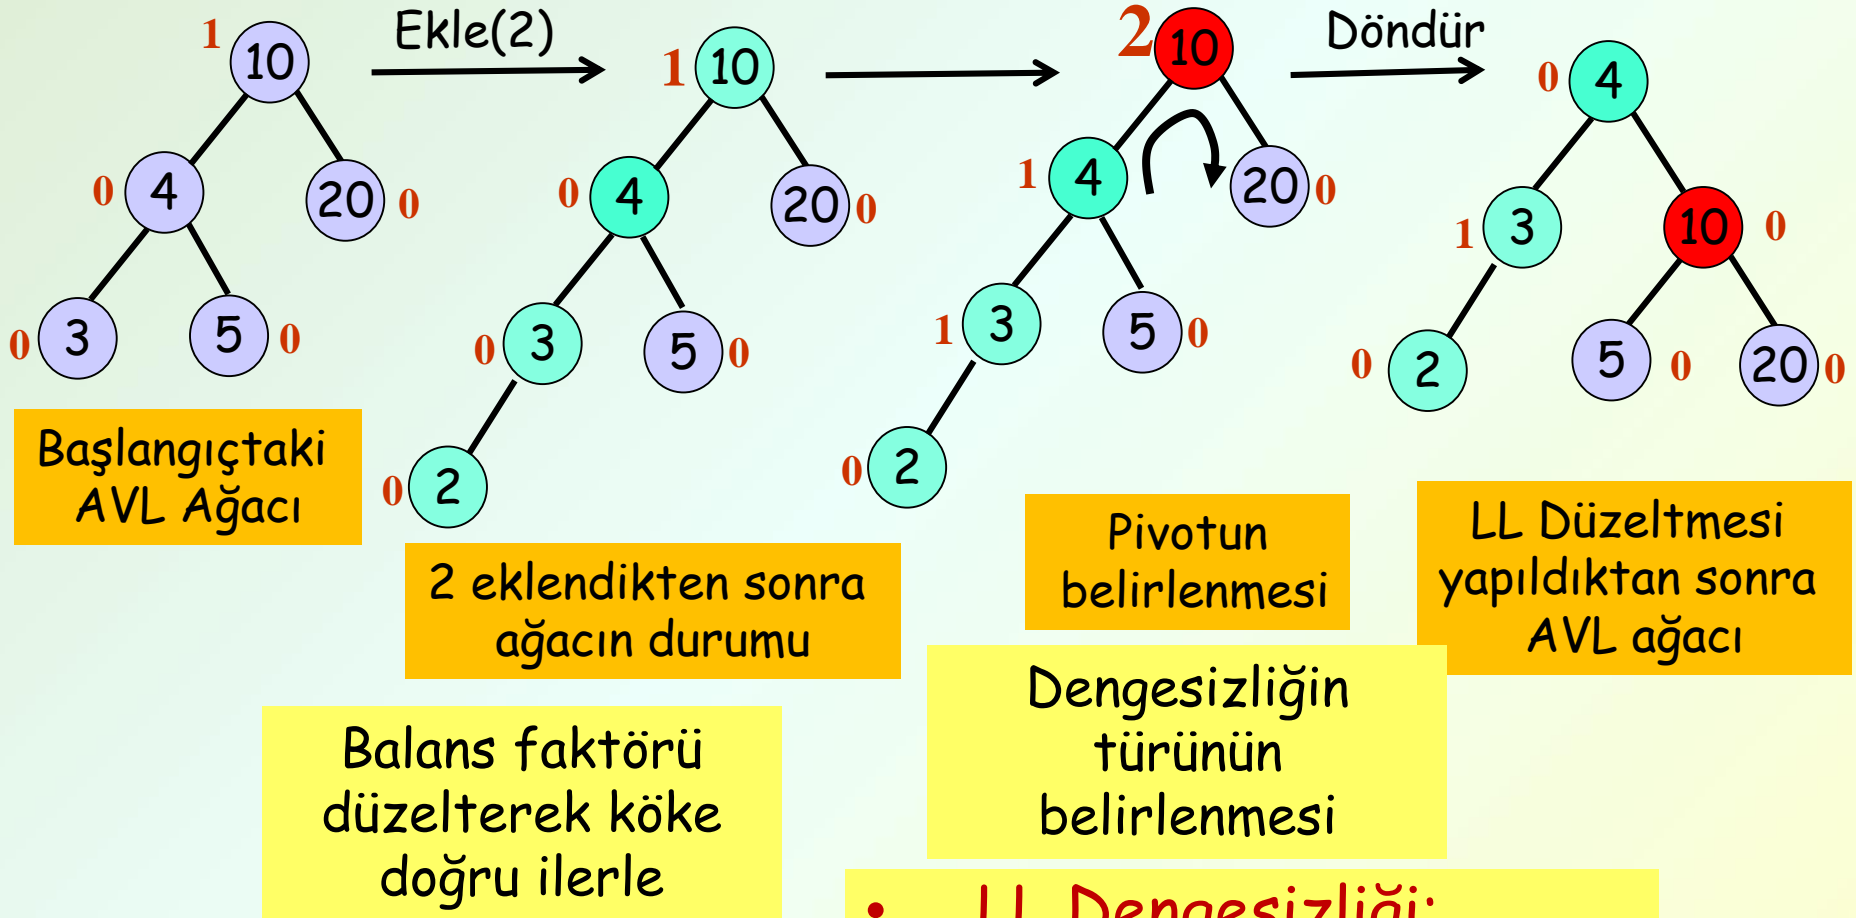 Ekle(2)
Döndür
1
10
0
4
20
0
0
3
5
0
1
10
0
4
20
0
0
3
5
0
0
2
2
10
1
4
20
0
1
3
5
0
0
2
0
4
1
3
10
0
0
2
5
0
20
0
Başlangıçtaki
AVL Ağacı
2 eklendikten sonra
ağacın durumu
Pivotun
belirlenmesi
LL Düzeltmesi
yapıldıktan sonra
AVL ağacı
Balans faktörü
düzelterek köke
doğru ilerle
Dengesizliğin
türünün
belirlenmesi
• LL Dengesizliği: